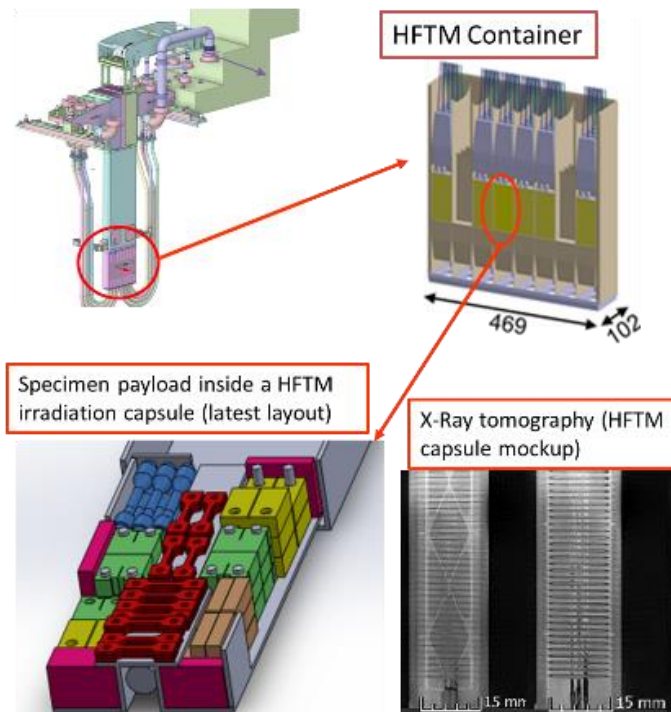 HFTM Container
469
102
Specimen payload inside a HFTM
irradiation capsule (latest layout)
X-Ray tomography (HFTM
capsule mockup)
15 mm
15 mm